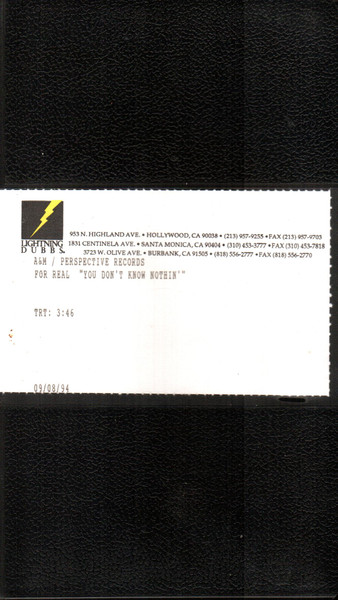 LIGHTNING
DUBBS.
953 N. HIGHLAND AVE. • HOLLYWOOD, CA 90038 • (213) 957-9255 • FAX (213) 957-9703
1831 CENTINELA AVE. • SANTA MONICA, CA 90404 • (310) 453-3777 • FAX (310) 453-7818
3723 W. OLIVE AVE. • BURBANK, CA 91505 • (818) 556-2777 • FAX (818) 556-2770
A&M / PERSPECTIVE RECORDS
FOR REAL "YOU DON'T KNOW NOTHIN'"
TRT: 3:46
09/08/94